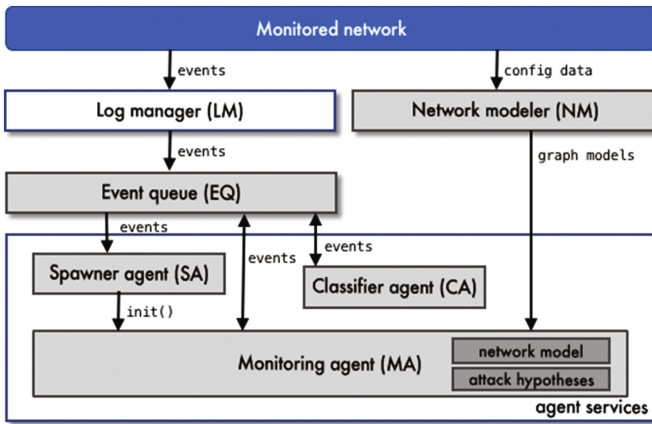 Monitored network
events
config data
Log manager (LM)
Network modeler (NM)
events
graph models
Event queue (EQ)
events
events
events
Spawner agent (SA)
Classifier agent (CA)
init()
Monitoring agent (MA)
network model
attack hypotheses
agent services